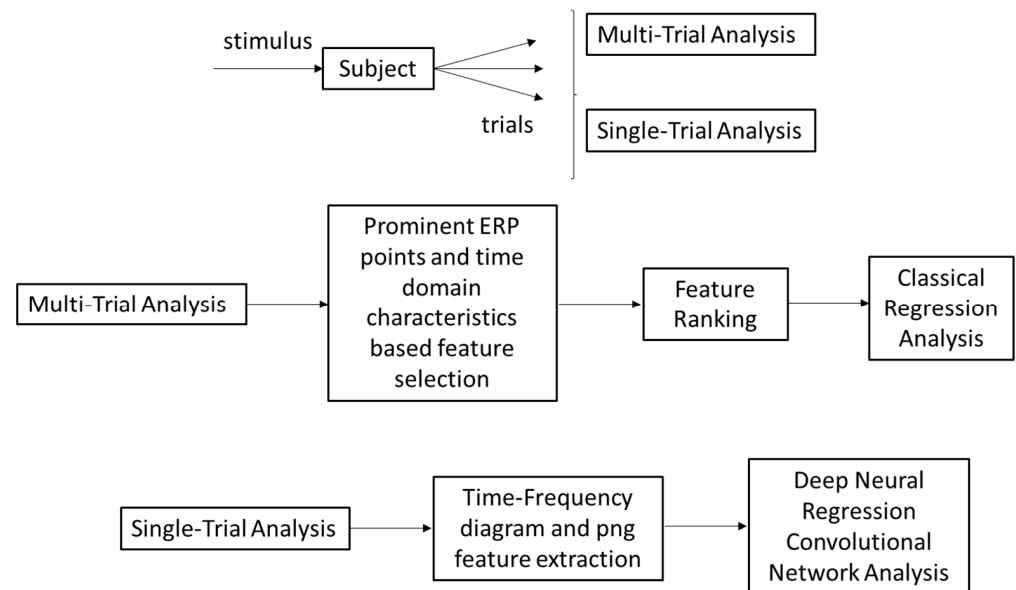 stimulus
Subject
trials
Multi-Trial Analysis
Single-Trial Analysis
Multi-Trial Analysis
Prominent ERP
points and time
domain
characteristics
based feature
selection
Feature
Ranking
Classical
Regression
Analysis
Single-Trial Analysis
Time-Frequency
diagram and png
feature extraction
Deep Neural
Regression
Convolutional
Network Analysis